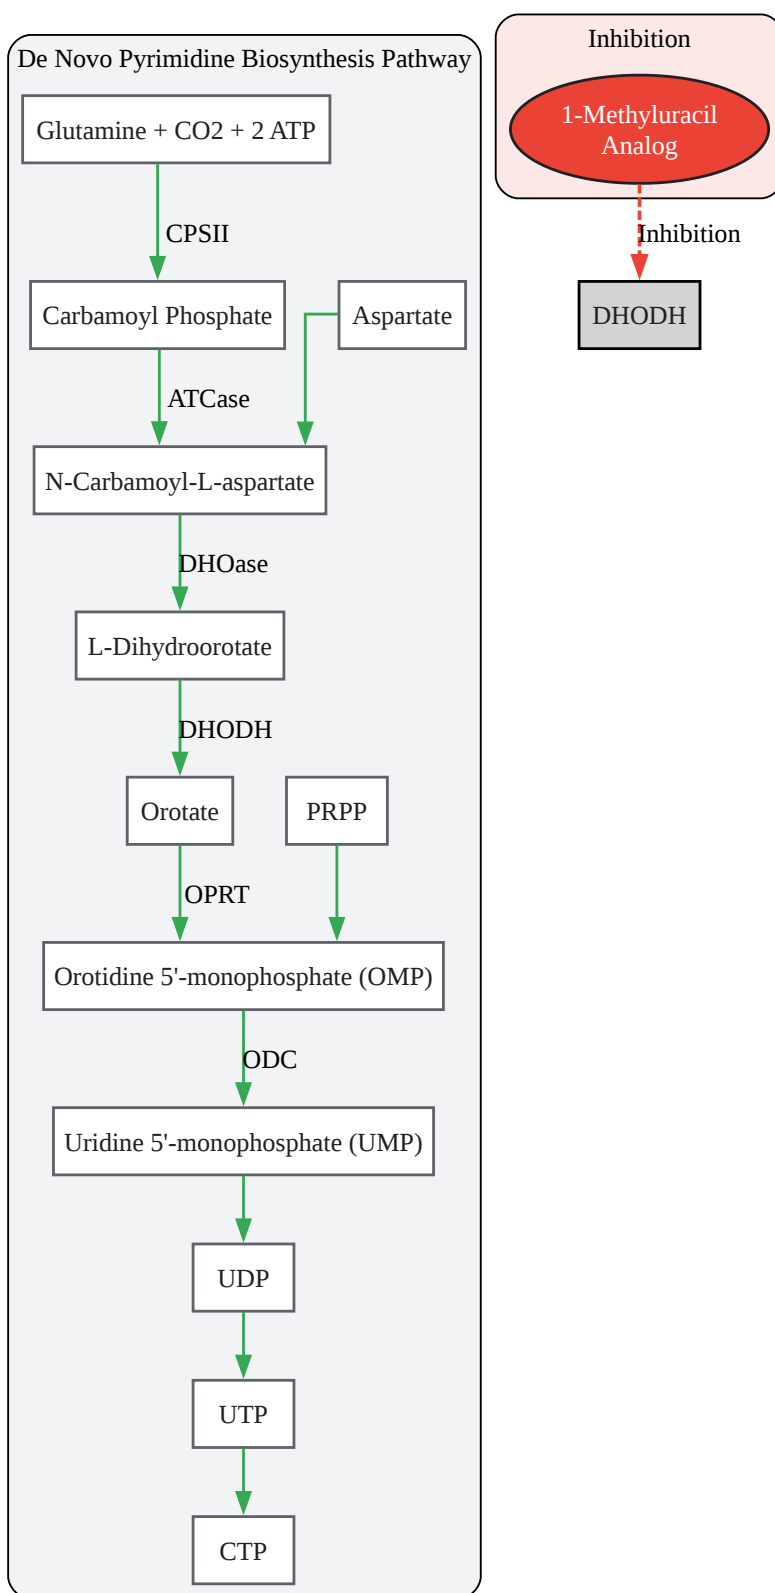 De Novo Pyrimidine Biosynthesis Pathway
Glutamine + CO2 + 2 ATP
CPSII
Carbamoyl Phosphate
Aspartate
ATCase
N-Carbamoyl-L-aspartate
DHOase
L-Dihydroorotate
DHODH
Orotate
PRPP
OPRT
Orotidine 5'-monophosphate (OMP)
ODC
Uridine 5'-monophosphate (UMP)
UDP
UTP
CTP
Inhibition
1-Methyluracil
Analog
Inhibition
DHODH